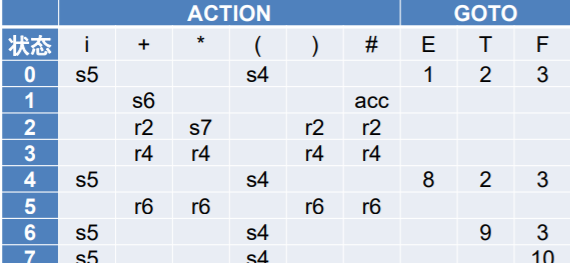 ACTION GOTO
状态 i + * ( ) # E T F
0 s5 s4 1 2 3
1 s6 acc
2 r2 s7 r2 r2
3 r4 r4 r4 r4
4 s5 s4 8 2 3
5 r6 r6 r6 r6
6 s5 s4 9 3
7 s5 s4 10